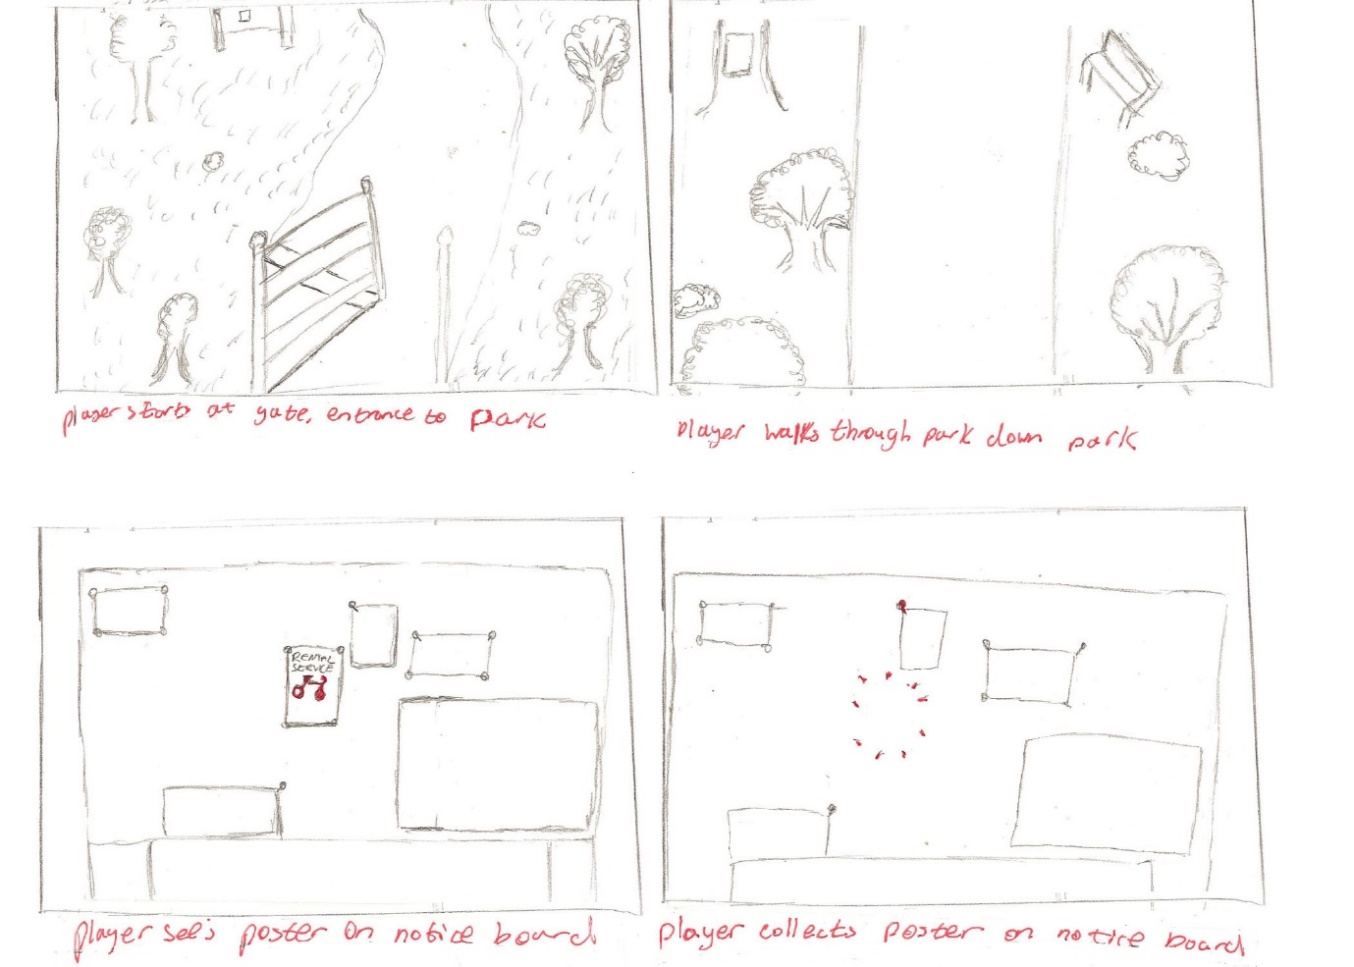 player starts at gate, entrance to park
player walks through park down park
RENTAL
SERVICE
player see's poster on notice board
player collects poster on notice board